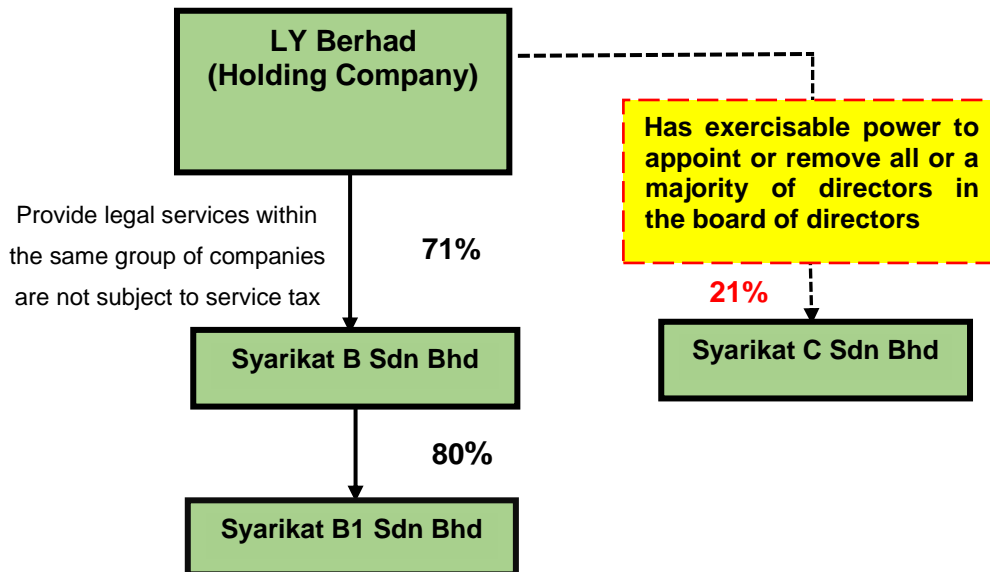 LY Berhad
(Holding Company)
Has exercisable power to
appoint or remove all or a
majority of directors in
the board of directors
Provide legal services within
the same group of companies
are not subject to service tax
71%
21%
Syarikat B Sdn Bhd
Syarikat C Sdn Bhd
80%
Syarikat B1 Sdn Bhd